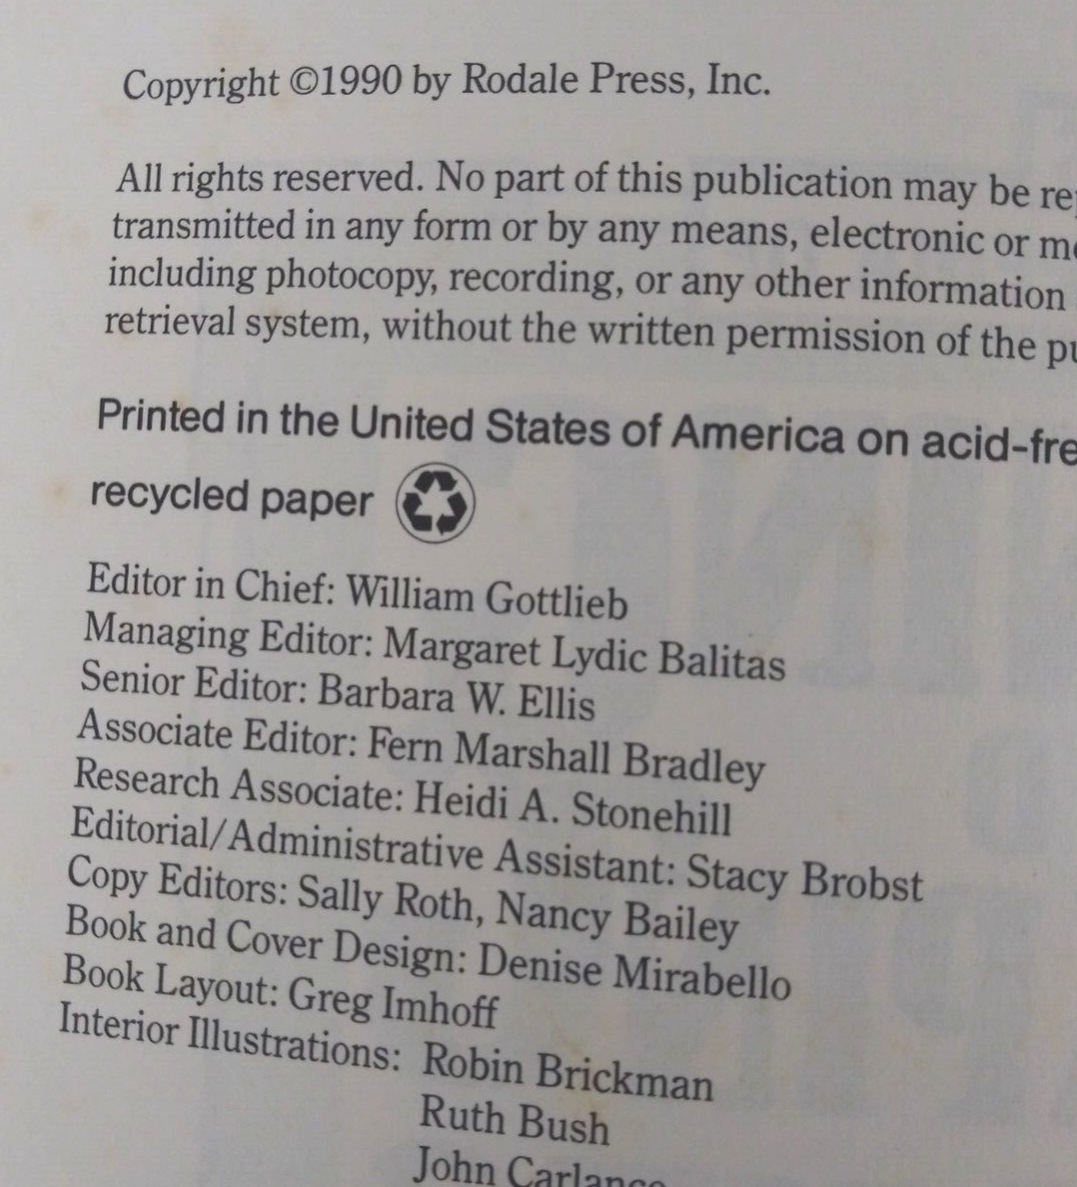 Copyright ©1990 by Rodale Press, Inc.
All rights reserved. No part of this publication may be
transmitted in any form or by any means, electronic or
including photocopy, recording, or any other information
retrieval system, without the written permission of the
Printed in the United States of America on
recycled paper
Editor in Chief: William Gottlieb
Managing Editor: Margaret Lydic Balitas
Senior Editor: Barbara W. Ellis
Associate Editor: Fern Marshall Bradley
Research Associate: Heidi A. Stonehill
Editorial/Administrative Assistant: Stacy Brobst
Copy Editors: Sally Roth, Nancy Bailey
Book and Cover Design: Denise Mirabello
Book Layout: Greg Imhoff
Interior Illustrations: Robin Brickman
Ruth Bush
John